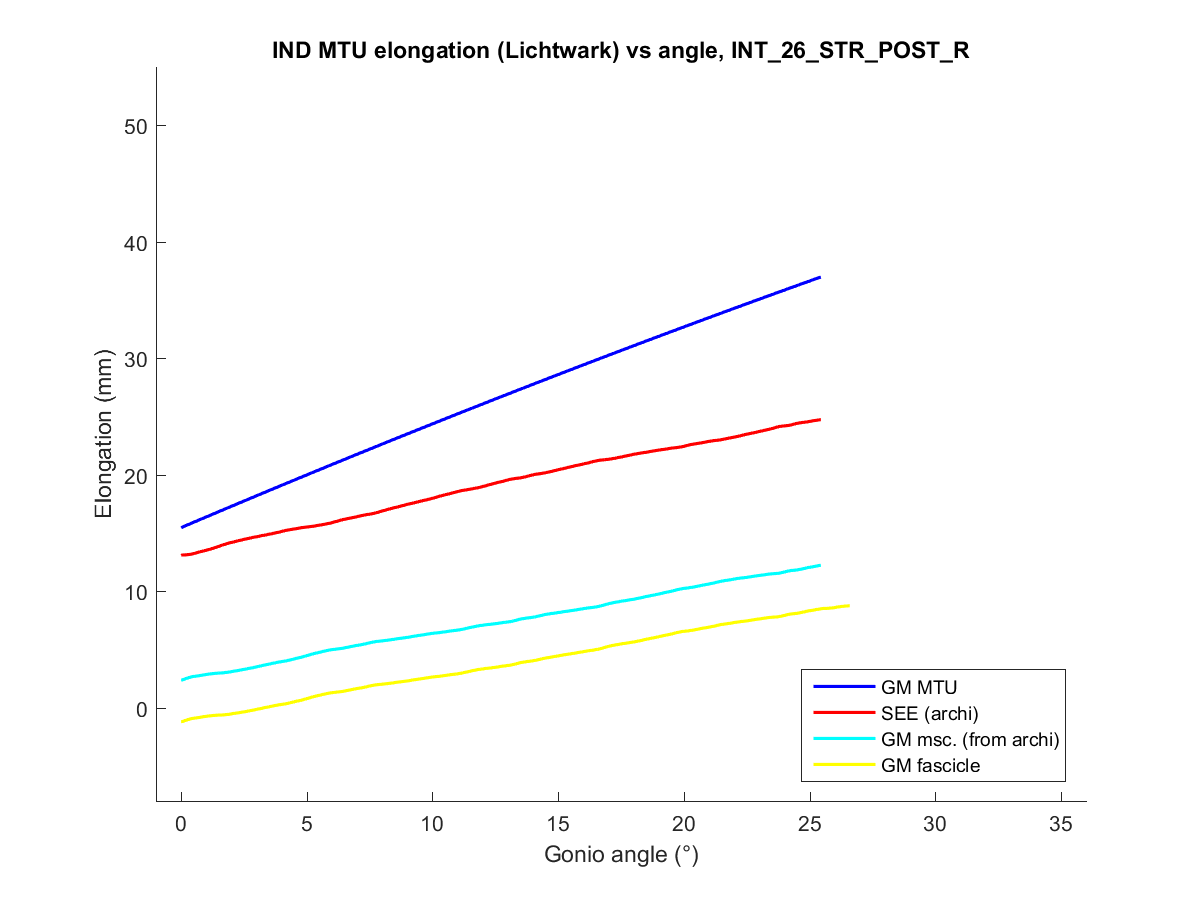 IND MTU elongation (Lichtwark) vs angle, INT_26_STR_POST_R
50
40
30
20
10
0
Elongation (mm)
0 5 10 15 20 25 30 35
Gonio angle (°)
GM MTU
SEE (archi)
GM msc. (from archi)
GM fascicle